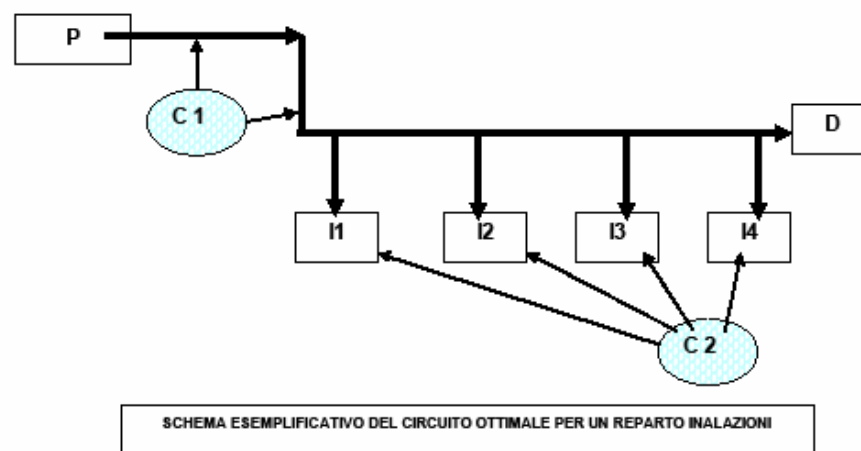 P
C 1
D
I1
I2
I3
I4
C 2
SCHEMA ESEMPLIFICATIVO DEL CIRCUITO OTTIMALE PER UN REPARTO INALAZIONI